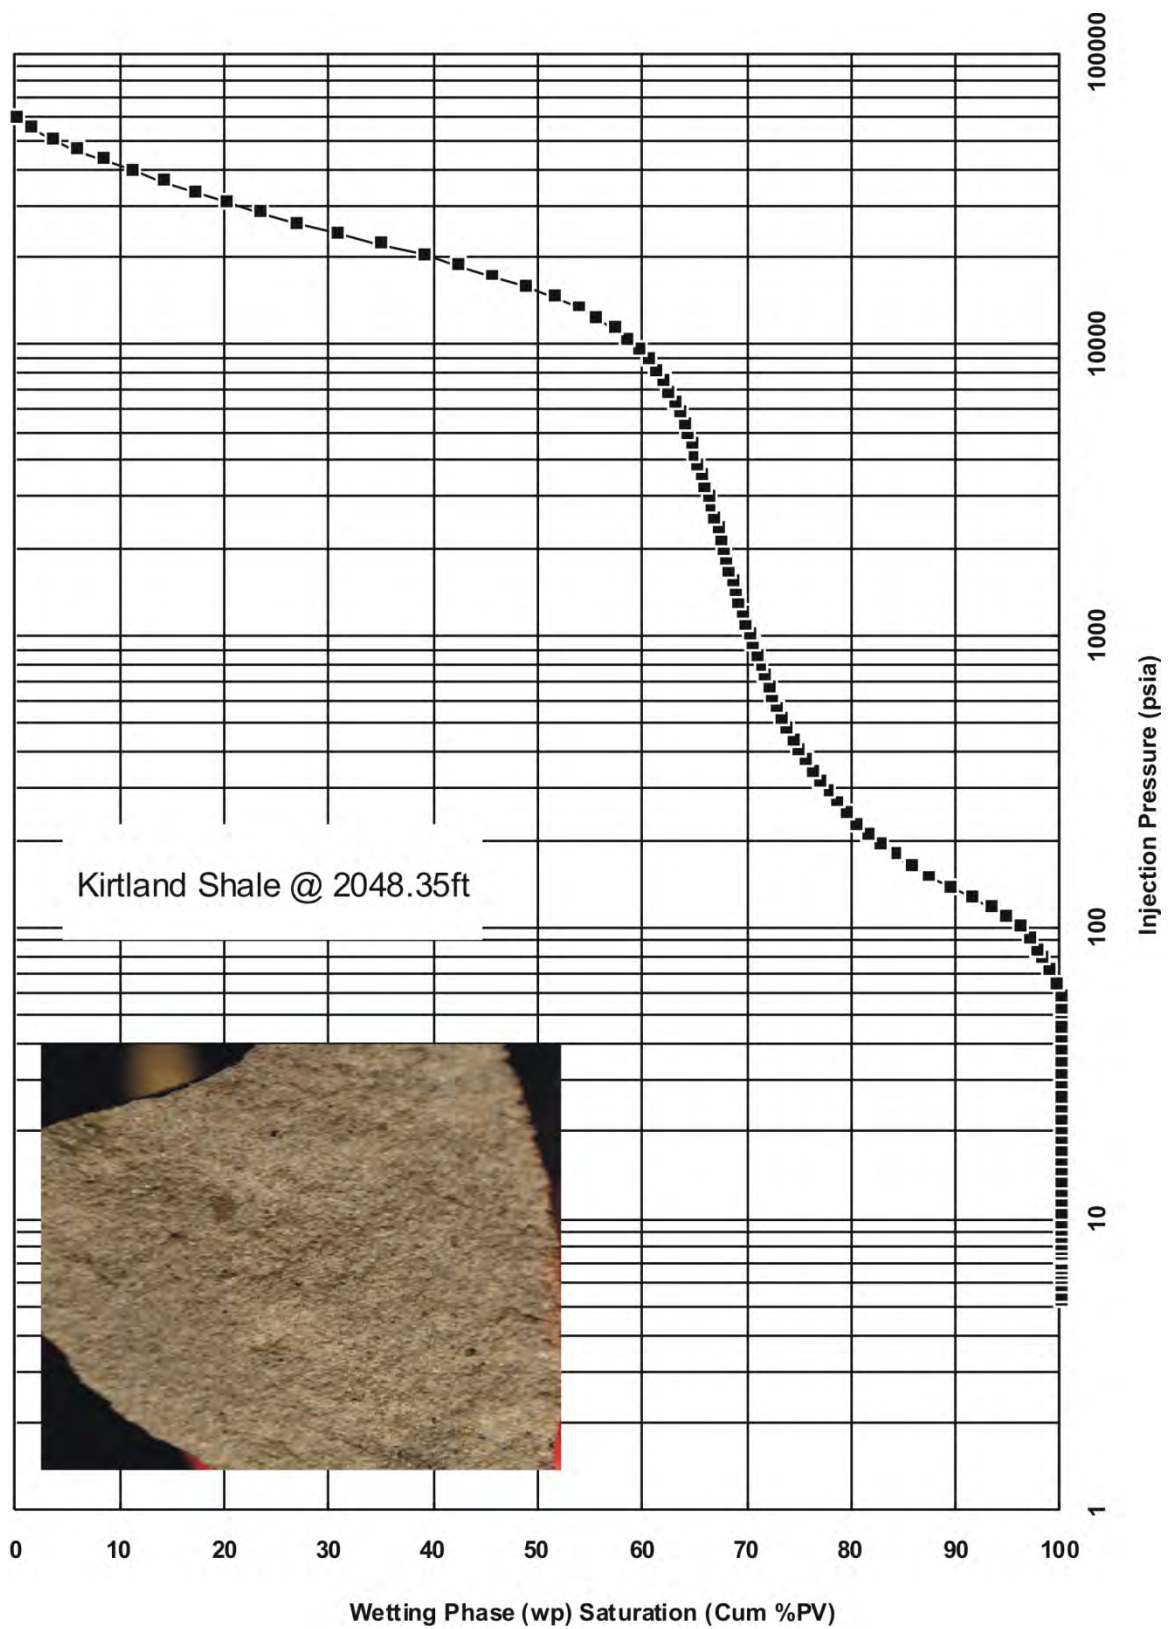 100000
10000
1000
100
10
1
Injection Pressure (psia)
Kirtland Shale @ 2048.35ft
0 10 20 30 40 50 60 70 80 90 100
Wetting Phase (wp) Saturation (Cum %PV)